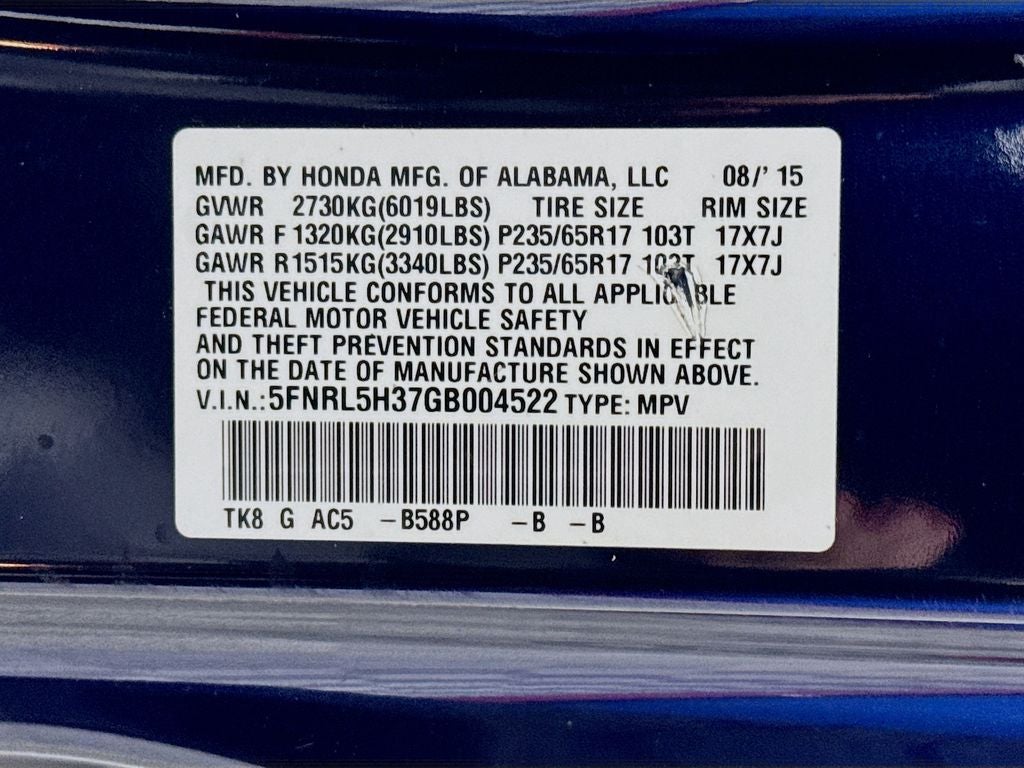 MFD. BY HONDA MFG. OF ALABAMA, LLC 08/' 15
GVWR 2730KG(6019LBS) TIRE SIZE RIM SIZE
GAWR F 1320KG(2910LBS) P235/65R17 103T 17X7J
GAWR R1515KG(3340LBS) P235/65R17 103T 17X7J
THIS VEHICLE CONFORMS TO ALL APPLICABLE
FEDERAL MOTOR VEHICLE SAFETY
AND THEFT PREVENTION STANDARDS IN EFFECT
ON THE DATE OF MANUFACTURE SHOWN ABOVE.
V.I.N.: 5FNRL5H37GB004522 TYPE: MPV
TK8 G AC5 -B588P -B -B